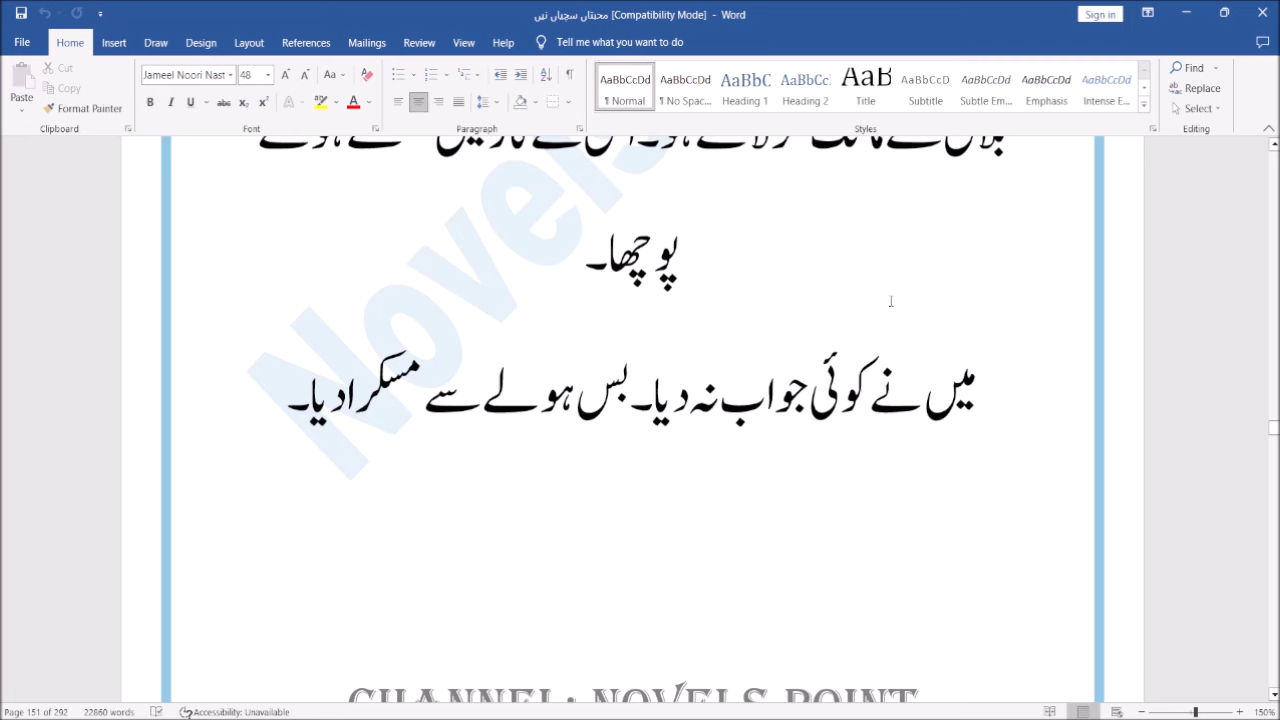 محبتاں سچیاں نیں [Compatibility Mode] - Word
Sign in
File Home Insert Draw Design Layout References Mailings Review View Help Tell me what you want to do
Paste
Cut
Copy
Format Painter
Clipboard
Jameel Noori Nast 48
Font
Paragraph
AaBbCcDd ¶ Normal
AaBbCcDd ¶ No Spac...
AaBbC Heading 1
AaBbCc Heading 2
AaB Title
AaBbCcD Subtitle
AaBbCcDd Subtle Em...
AaBbCcDd Emphasis
AaBbCcDd Intense E...
Styles
Find
Replace
Select
Editing
پوچھا۔
میں نے کوئی جواب نہ دیا۔ بس ہولے سے مسکرا دیا۔
Novels
CHANNEL: NOVELS POINT
Page 151 of 292 22860 words Accessibility: Unavailable 150%